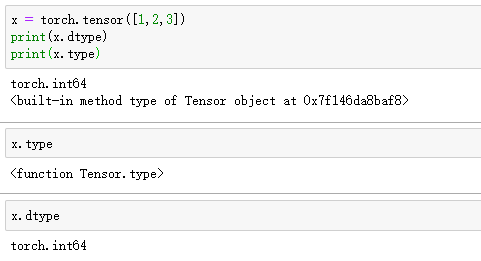 x = torch.tensor([1,2,3])
print(x.dtype)
print(x.type)
torch.int64
<built-in method type of Tensor object at 0x7f146da8baf8>
x.type
<function Tensor.type>
x.dtype
torch.int64